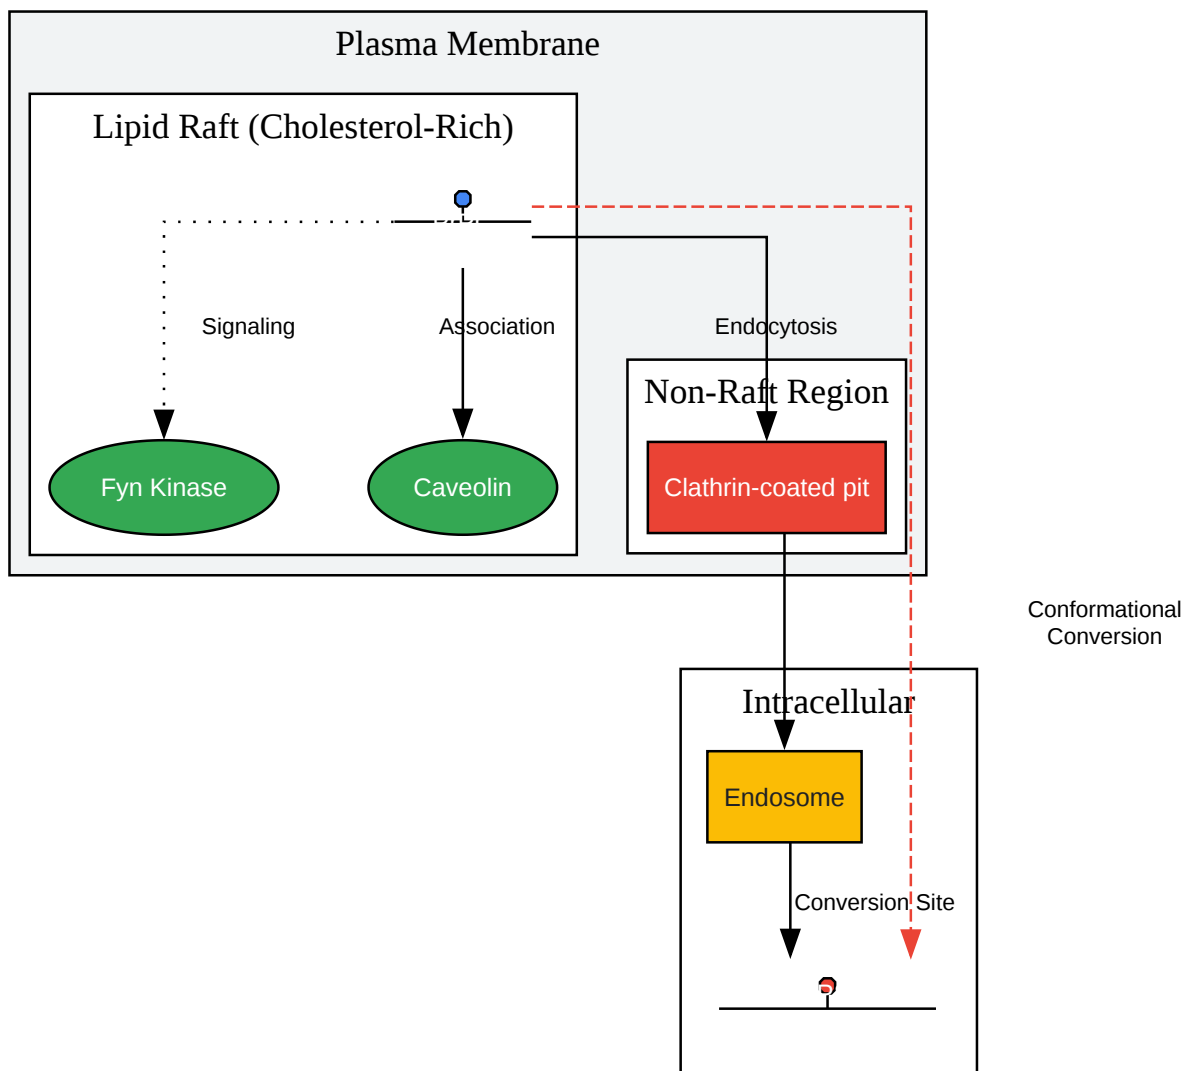 Plasma Membrane
Lipid Raft (Cholesterol-Rich)
Signaling
Association
Endocytosis
Non-Raft Region
Fyn Kinase
Caveolin
Clathrin-coated pit
Conformational
Conversion
Intracellular
Endosome
Conversion Site